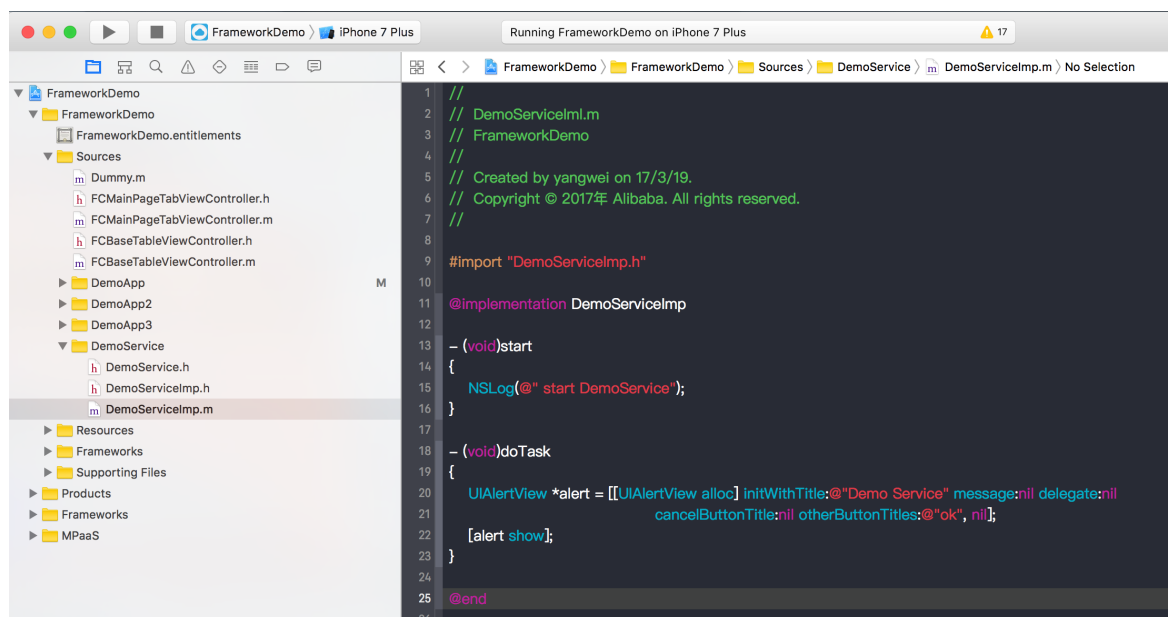 FrameworkDemo 〉 iPhone 7 Plus
Running FrameworkDemo on iPhone 7 Plus
17
FrameworkDemo 〉 FrameworkDemo 〉 Sources 〉 DemoService 〉 m DemoServiceImp.m 〉 No Selection
FrameworkDemo
FrameworkDemo
FrameworkDemo.entitlements
Sources
m Dummy.m
h FCMainPageTabViewController.h
m FCMainPageTabViewController.m
h FCBaseTableViewController.h
m FCBaseTableViewController.m
DemoApp M
DemoApp2
DemoApp3
DemoService
h DemoService.h
h DemoServiceImp.h
m DemoServiceImp.m
Resources
Frameworks
Supporting Files
Products
Frameworks
MPaaS
1 //
2 // DemoServiceIml.m
3 // FrameworkDemo
4 //
5 // Created by yangwei on 17/3/19.
6 // Copyright © 2017年 Alibaba. All rights reserved.
7 //
8
9 #import "DemoServiceImp.h"
10
11 @implementation DemoServiceImp
12
13 - (void)start
14 {
15 NSLog(@" start DemoService");
16 }
17
18 - (void)doTask
19 {
20 UIAlertView *alert = [[UIAlertView alloc] initWithTitle:@"Demo Service" message:nil delegate:nil
21 cancelButtonTitle:nil otherButtonTitles:@"ok", nil];
22 [alert show];
23 }
24
25 @end